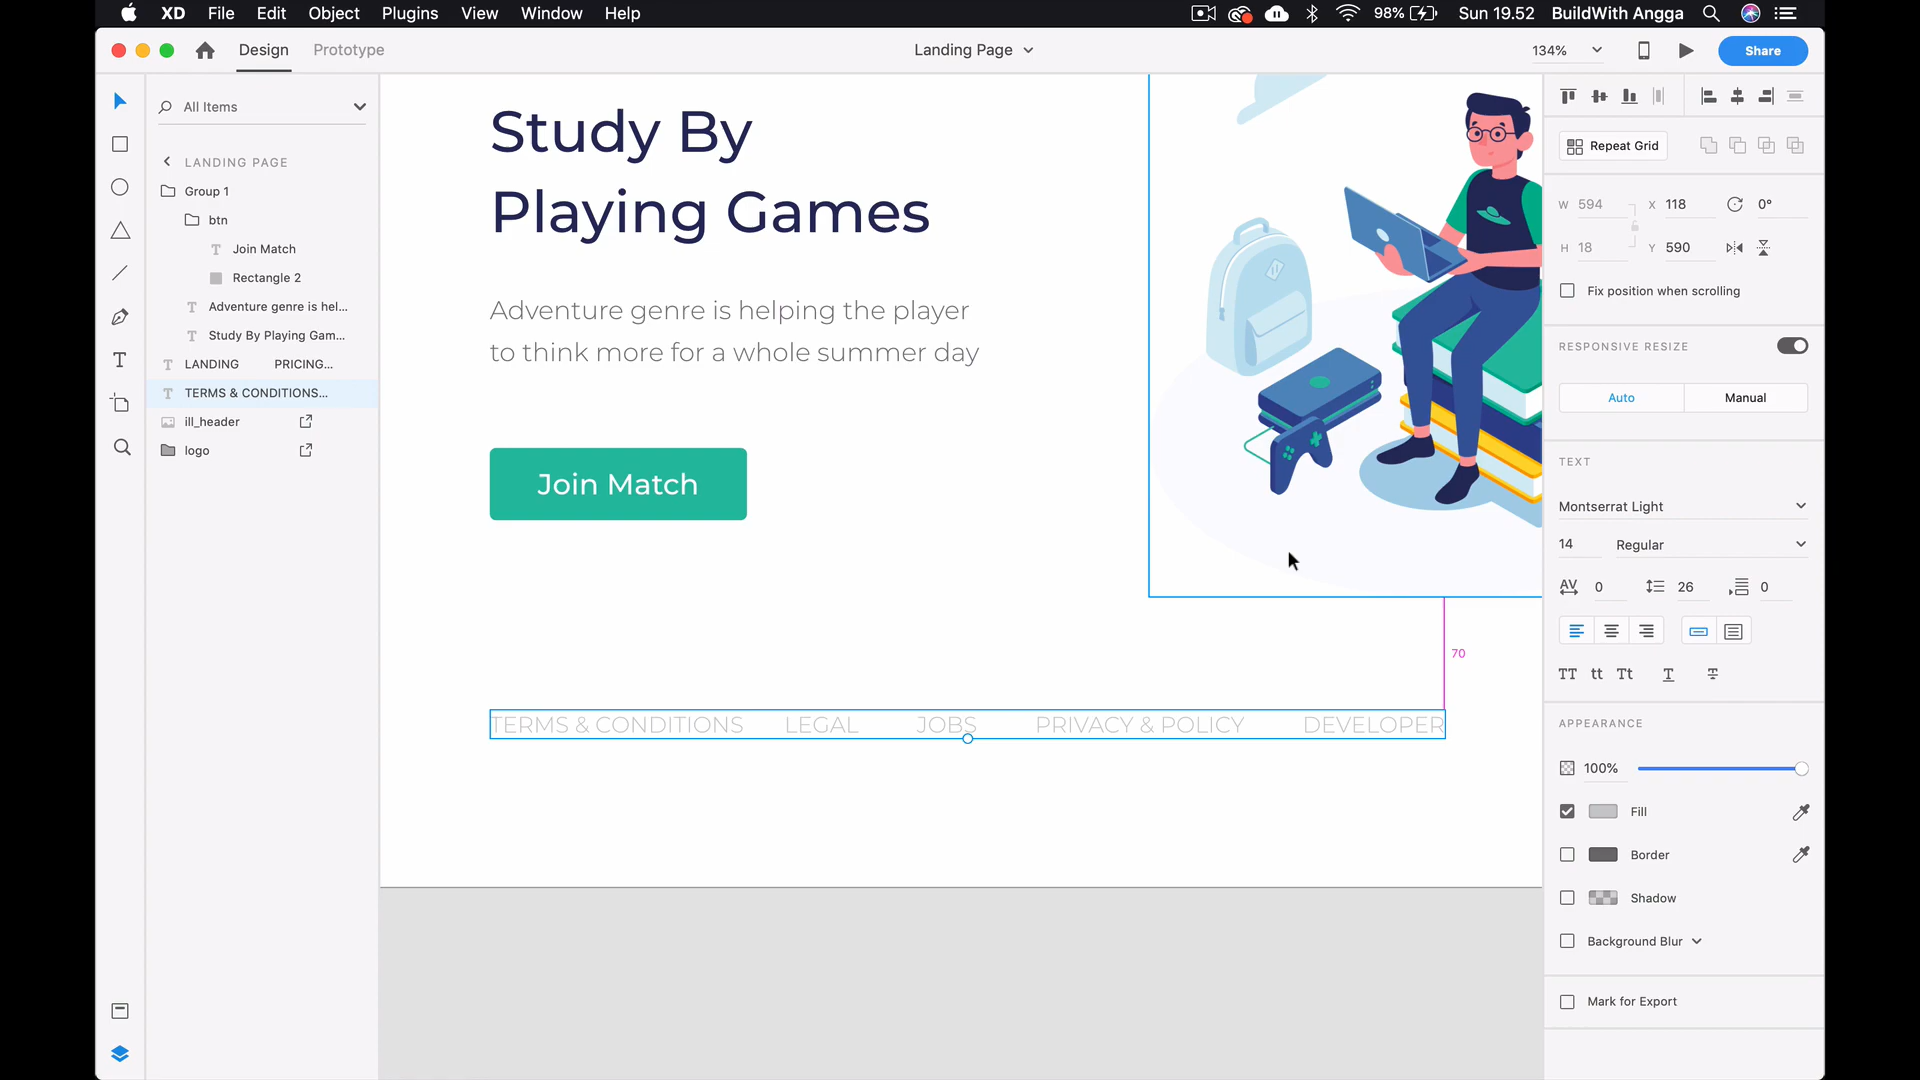 XD File Edit Object Plugins View Window Help 98% Sun 19.52 BuildWith Angga
Design Prototype Landing Page 134% Share
All Items
LANDING PAGE
Group 1
btn
Join Match
Rectangle 2
Adventure genre is hel...
Study By Playing Gam...
LANDING PRICING...
TERMS & CONDITIONS...
ill_header
logo
Study By
Playing Games
Adventure genre is helping the player
to think more for a whole summer day
Join Match
70
TERMS & CONDITIONS LEGAL JOBS PRIVACY & POLICY DEVELOPER
Repeat Grid
W 594 X 118 0°
H 18 Y 590
Fix position when scrolling
RESPONSIVE RESIZE
Auto Manual
TEXT
Montserrat Light
14 Regular
AV 0 26 0
TT tt Tt T T
APPEARANCE
100%
Fill
Border
Shadow
Background Blur
Mark for Export